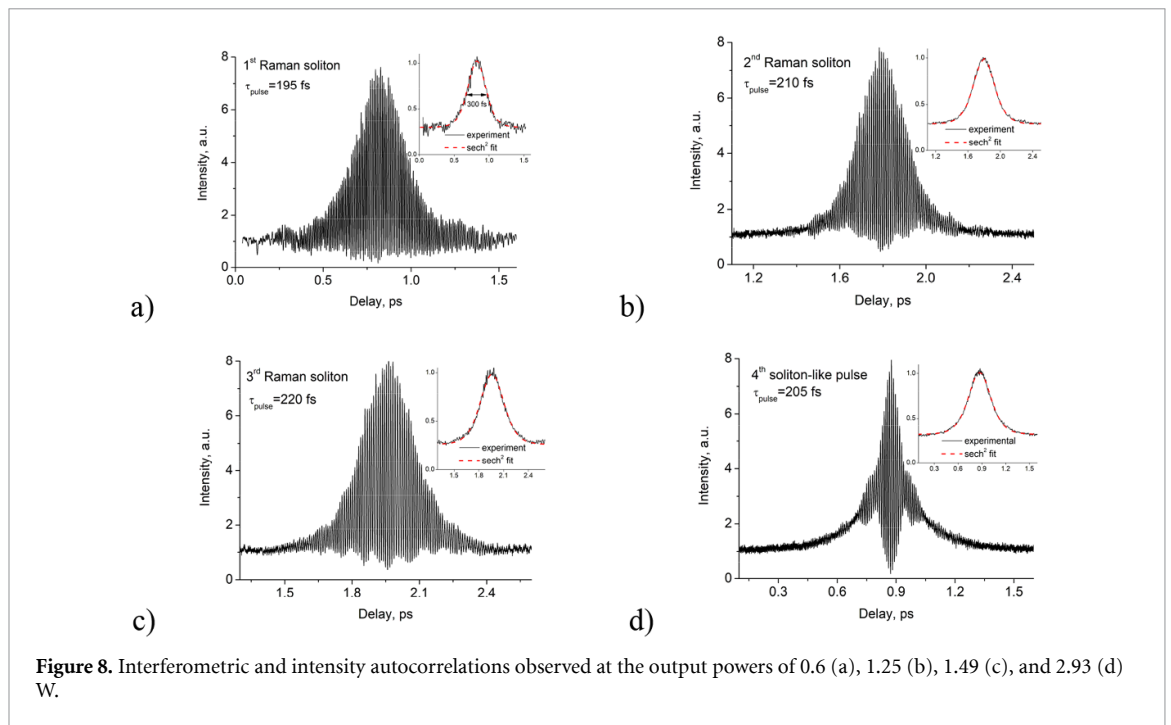 1st Raman soliton
τpulse=195 fs
8
6
4
2
0
Intensity, a.u.
0.0 0.5 1.0 1.5
Delay, ps
1.0
0.5
0.0
300 fs
experiment
sech2 fit
0.0 0.5 1.0 1.5
a)
2nd Raman soliton
τpulse=210 fs
8
6
4
2
0
Intensity, a.u.
1.2 1.6 2.0 2.4
Delay, ps
1.0
0.5
0.0
experiment
sech2 fit
1.2 1.6 2.0 2.4
b)
3rd Raman soliton
τpulse=220 fs
8
6
4
2
0
Intensity, a.u.
1.5 1.8 2.1 2.4
Delay, ps
1.0
0.5
0.0
experiment
sech2 fit
1.5 1.8 2.1 2.4
c)
4th soliton-like pulse
τpulse=205 fs
8
6
4
2
0
Intensity, a.u.
0.3 0.6 0.9 1.2 1.5
Delay, ps
1.0
0.5
0.0
experimental
sech2 fit
0.3 0.6 0.9 1.2 1.5
d)
Figure 8. Interferometric and intensity autocorrelations observed at the output powers of 0.6 (a), 1.25 (b), 1.49 (c), and 2.93 (d)
W.